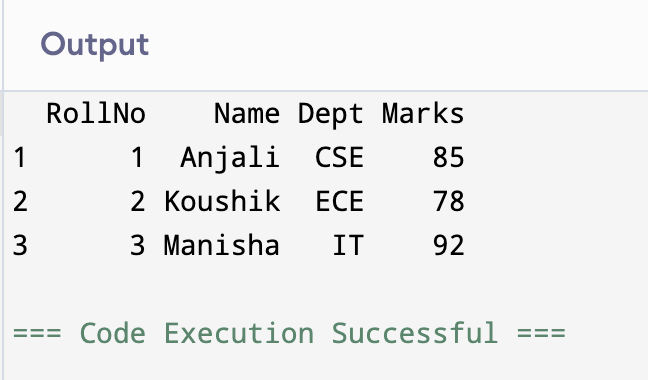 Output
  RollNo    Name Dept Marks
1      1  Anjali  CSE    85
2      2 Koushik  ECE    78
3      3 Manisha   IT    92
=== Code Execution Successful ===